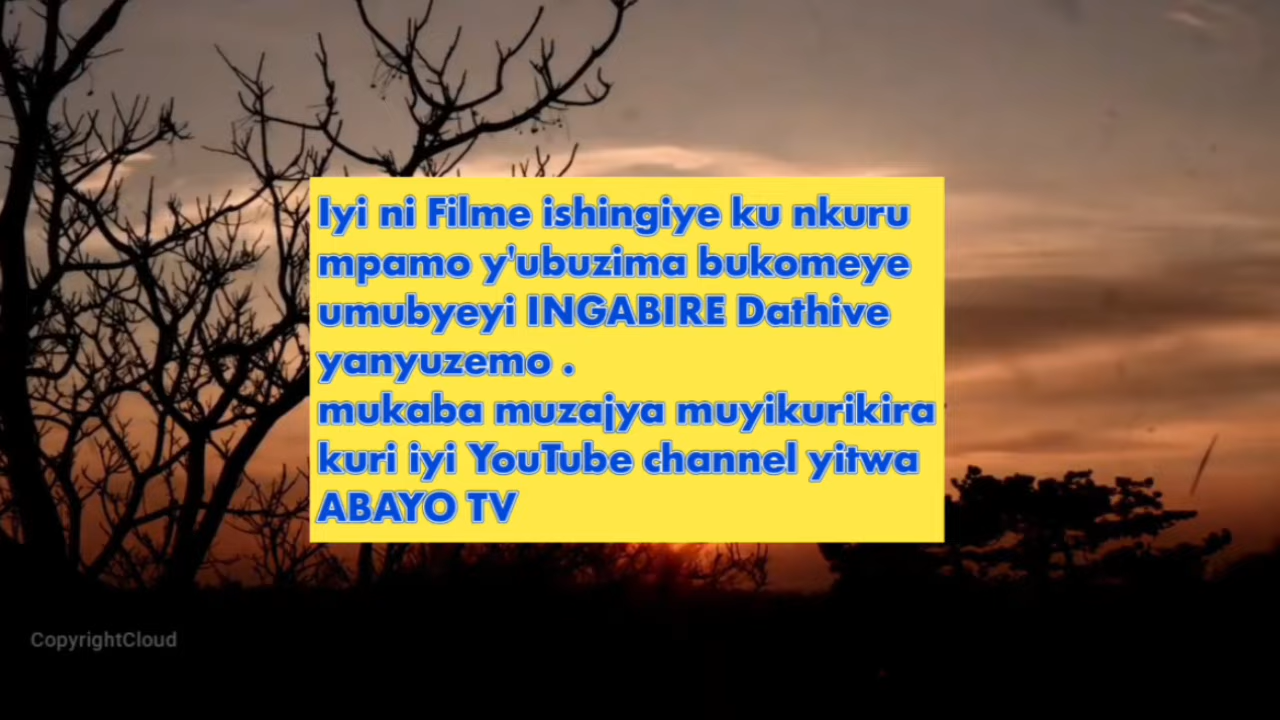 Iyi ni Filme ishingiye ku nkuru
mpamo y'ubuzima bukomeye
umubyeyi INGABIRE Dathive
yanyuzemo .
mukaba muzajya muyikurikira
kuri iyi YouTube channel yitwa
ABAYO TV
CopyrightCloud